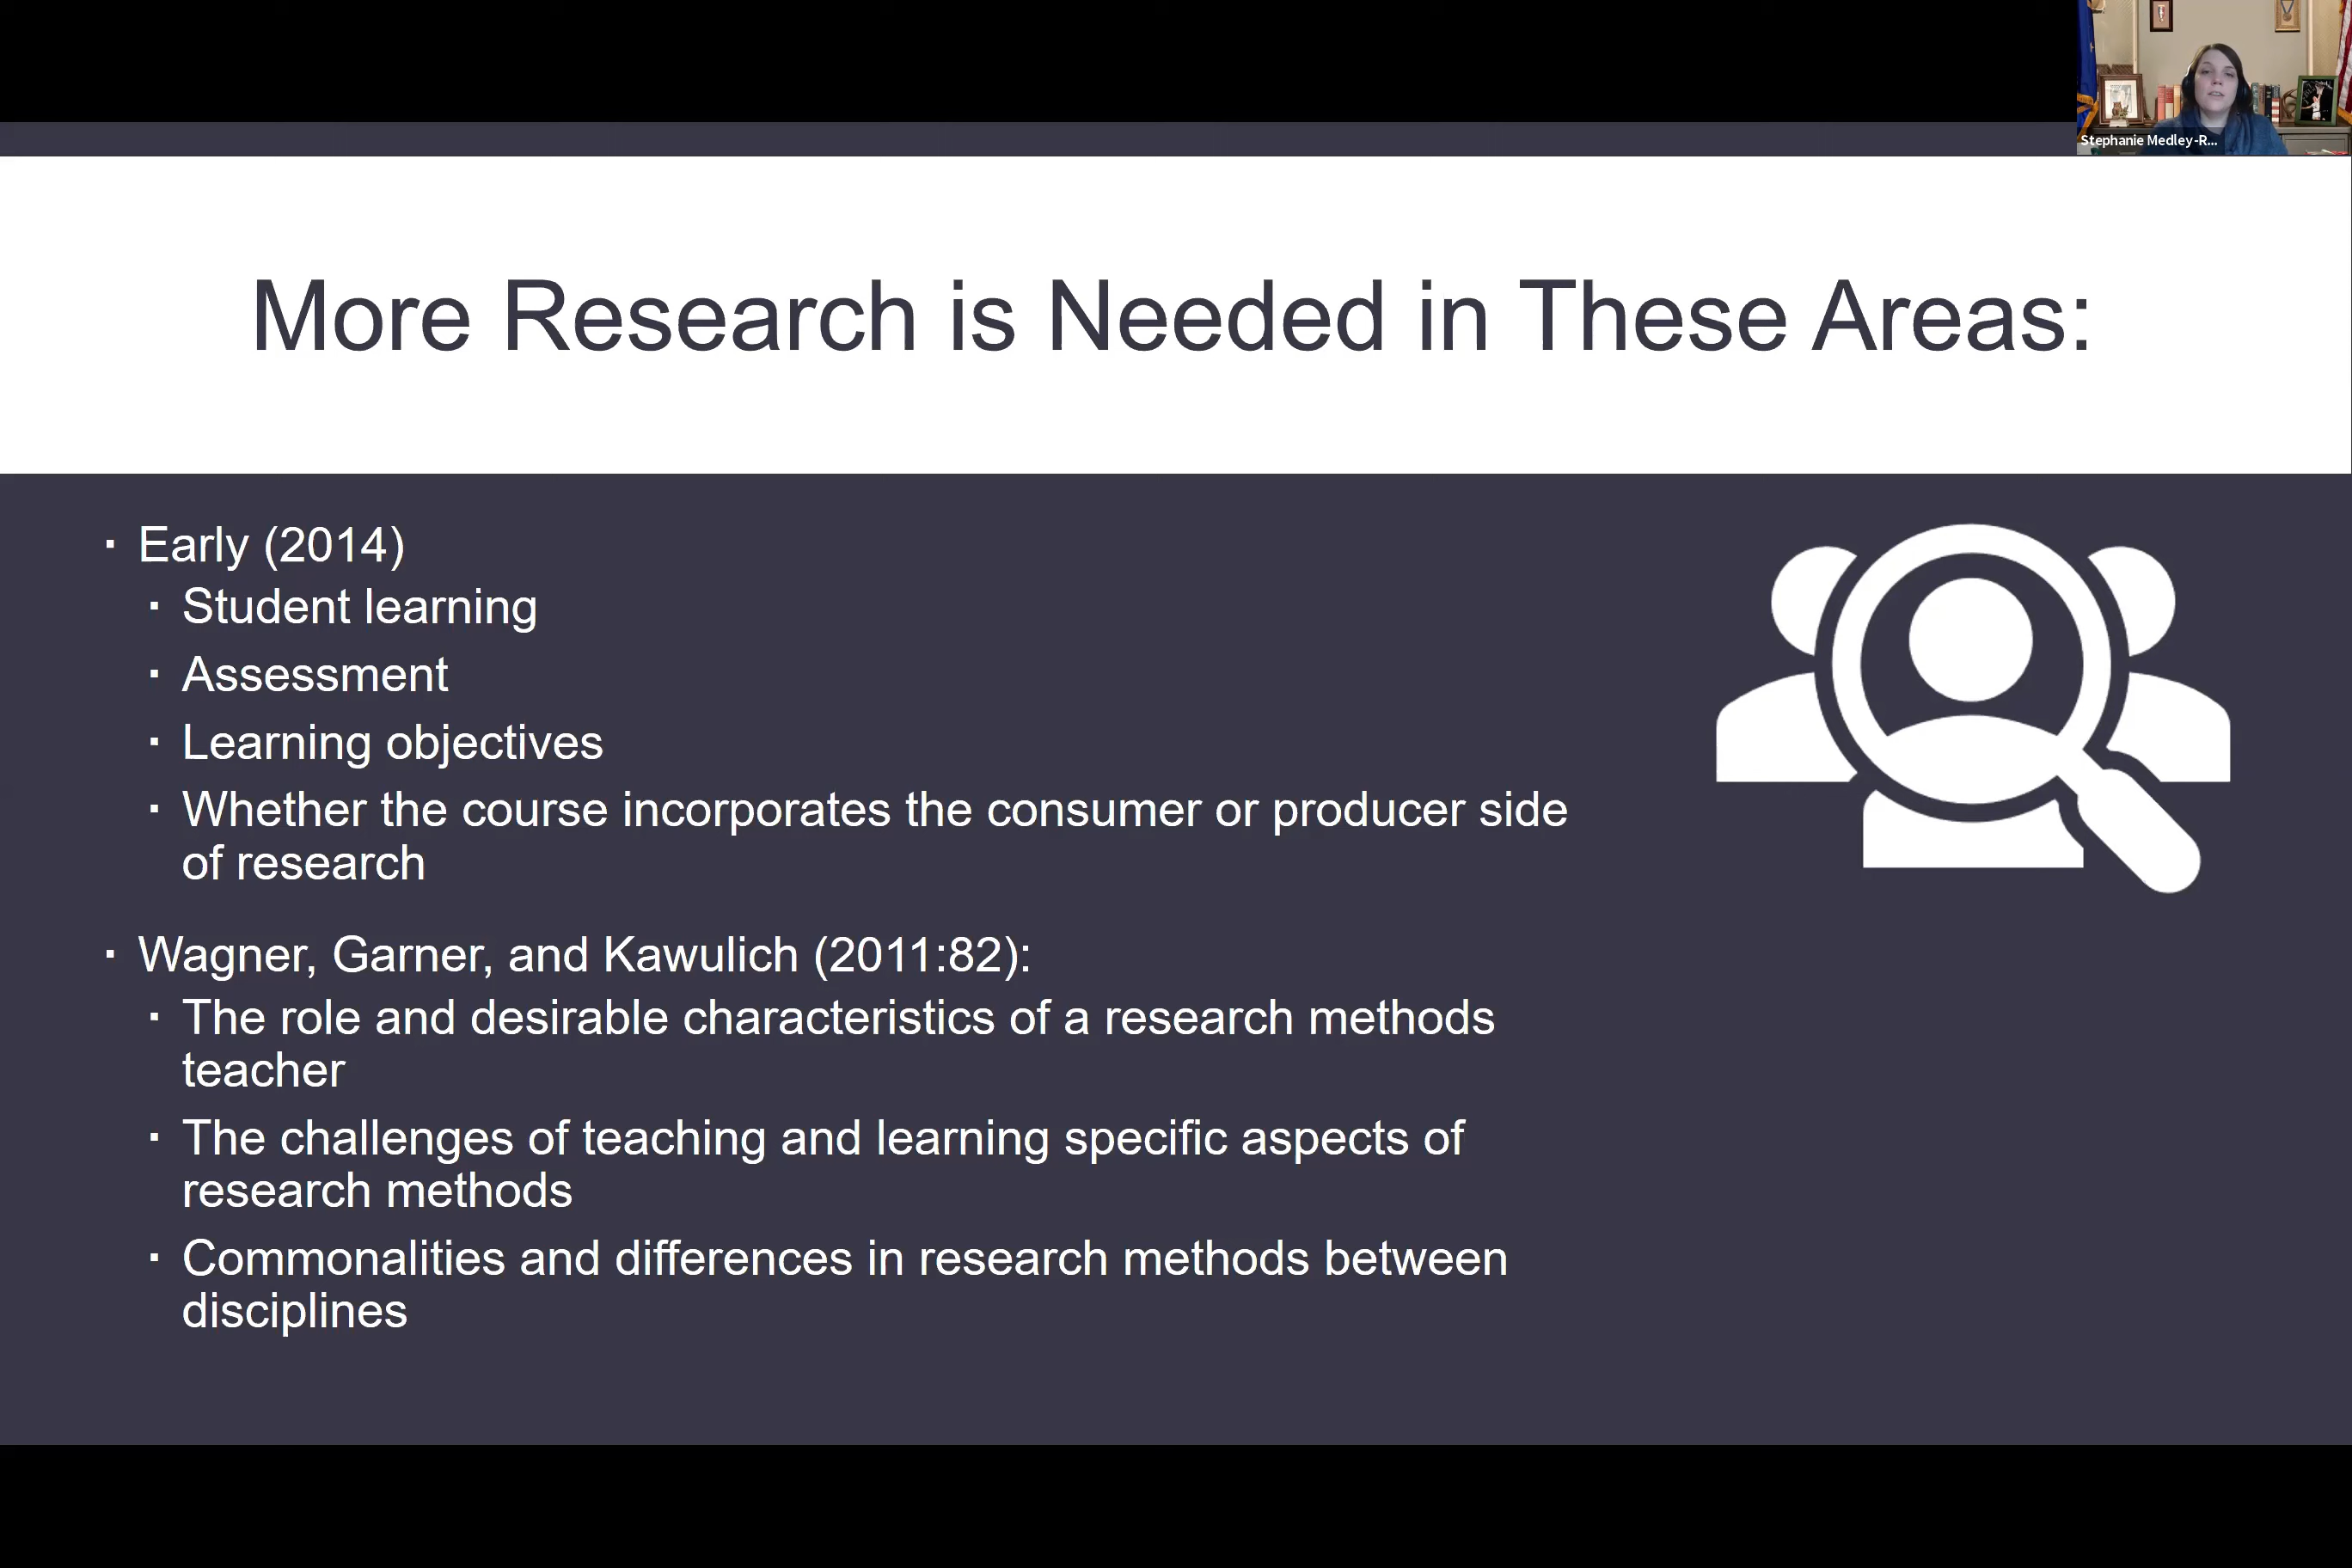 Stephanie Medley-R...
More Research is Needed in These Areas:
▪ Early (2014)
▪ Student learning
▪ Assessment
▪ Learning objectives
▪ Whether the course incorporates the consumer or producer side
of research
▪ Wagner, Garner, and Kawulich (2011:82):
▪ The role and desirable characteristics of a research methods
teacher
▪ The challenges of teaching and learning specific aspects of
research methods
▪ Commonalities and differences in research methods between
disciplines